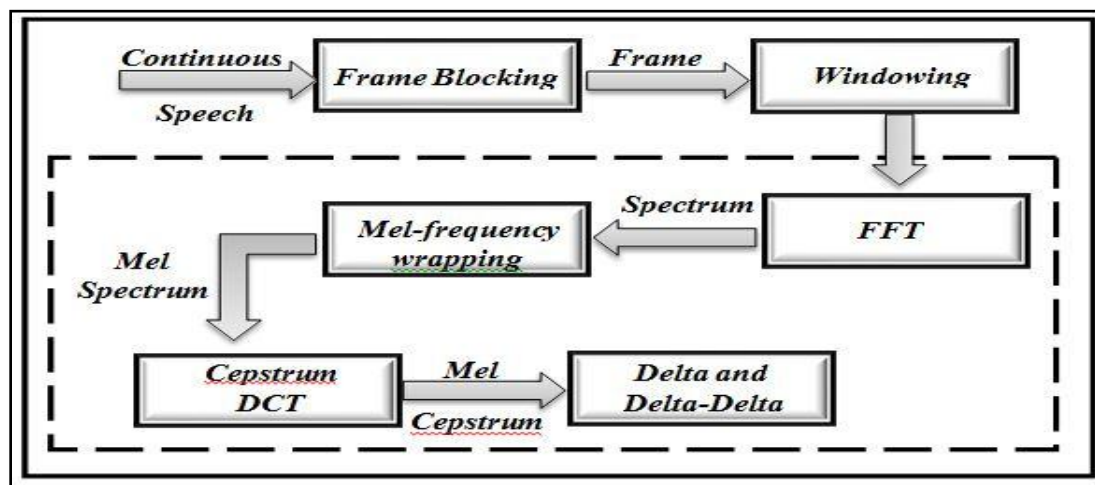 Continuous
Speech
Frame Blocking
Frame
Windowing
FFT
Spectrum
Mel-frequency
wrapping
Mel
Spectrum
Cepstrum
DCT
Mel
Cepstrum
Delta and
Delta-Delta